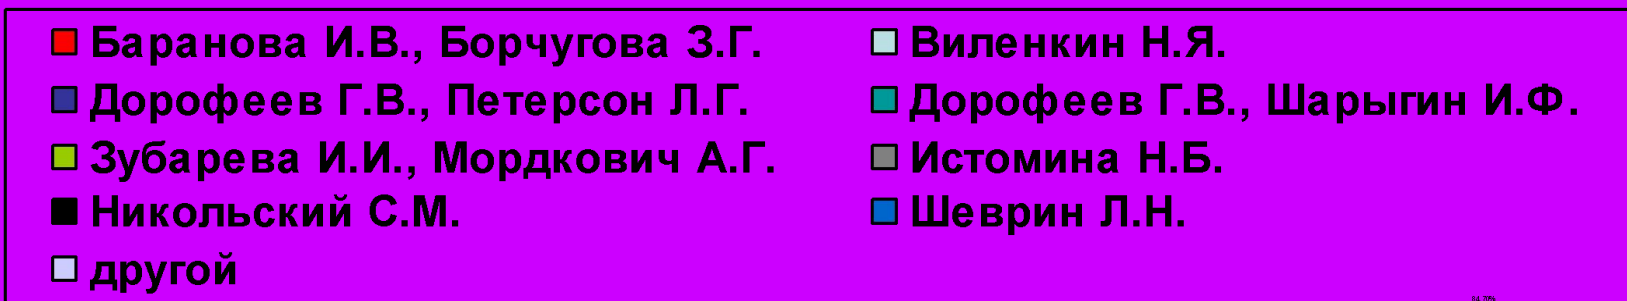 Баранова И.В., Борчугова З.Г. Виленкин Н.Я.
Дорофеев Г.В., Петерсон Л.Г. Дорофеев Г.В., Шарыгин И.Ф.
Зубарева И.И., Мордкович А.Г. Истомина Н.Б.
Никольский С.М. Шеврин Л.Н.
другой